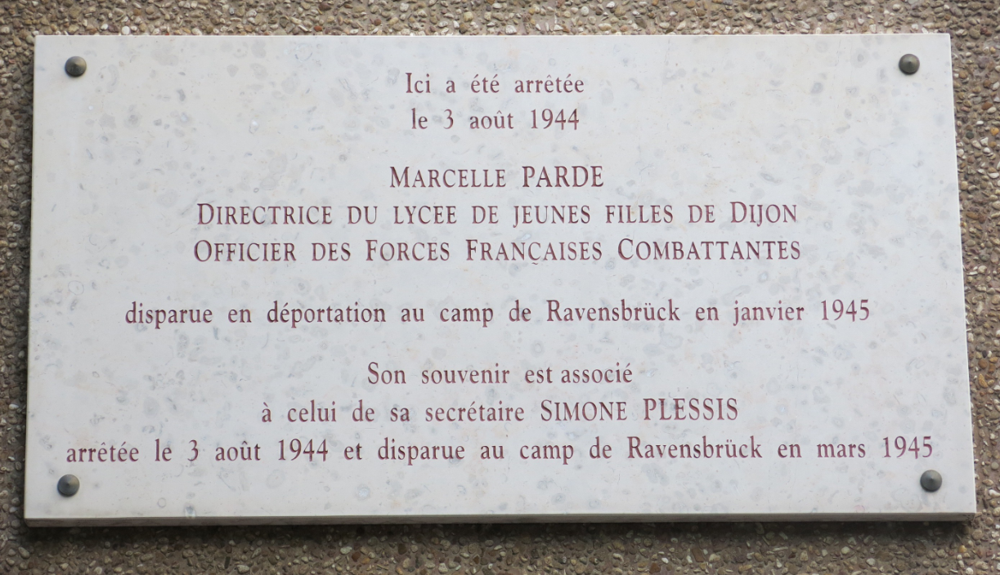 Ici a été arrêtée
le 3 août 1944
MARCELLE PARDE
DIRECTRICE DU LYCEE DE JEUNES FILLES DE DIJON
OFFICIER DES FORCES FRANÇAISES COMBATTANTES
disparue en déportation au camp de Ravensbrück en janvier 1945
Son souvenir est associé
à celui de sa secrétaire SIMONE PLESSIS
arrêtée le 3 août 1944 et disparue au camp de Ravensbrück en mars 1945